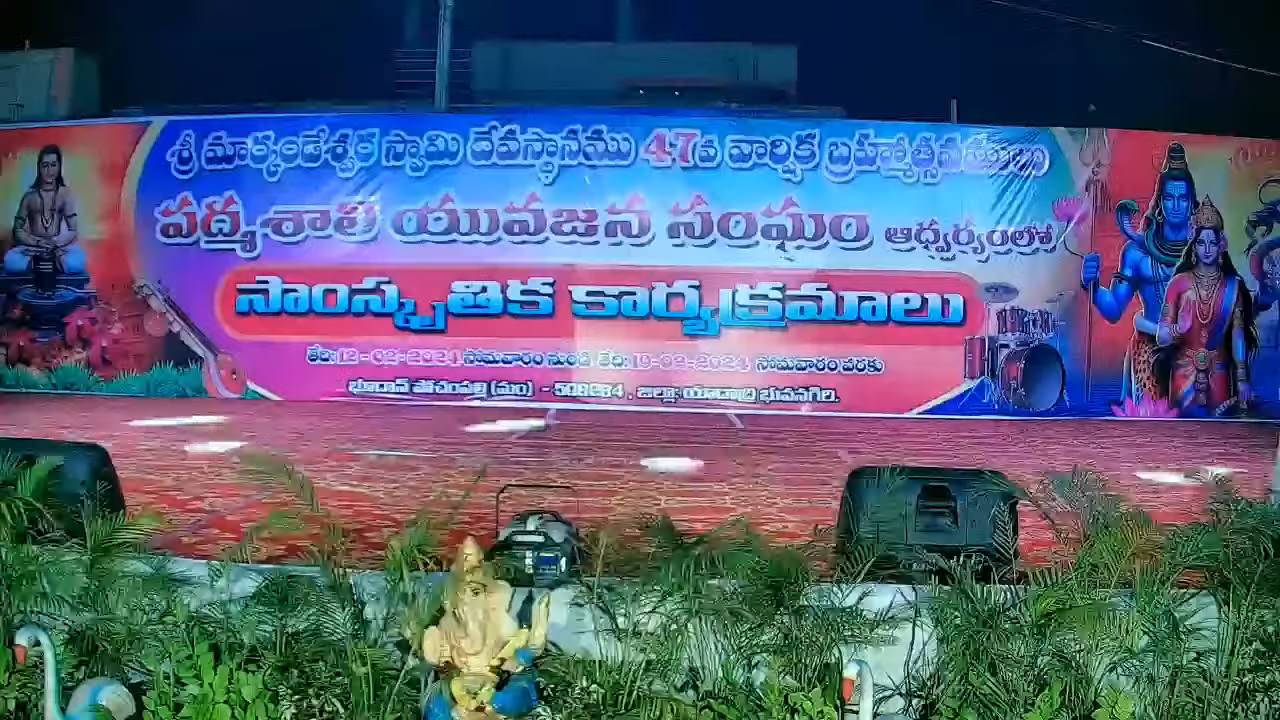 శ్రీ మార్కండేశ్వర స్వామి దేవస్థానము 47వ వార్షిక బ్రహ్మోత్సవములు
పద్మశాలి యువజన సంఘం ఆధ్వర్యంలో
సాంస్కృతిక కార్యక్రమాలు
తేది:12-02-2024 సోమవారం నుండి తేది: 19-02-2024 సోమవారం వరకు
భూదాన్ పోచంపల్లి (మం) - 508284, జిల్లా: యాదాద్రి భువనగిరి.